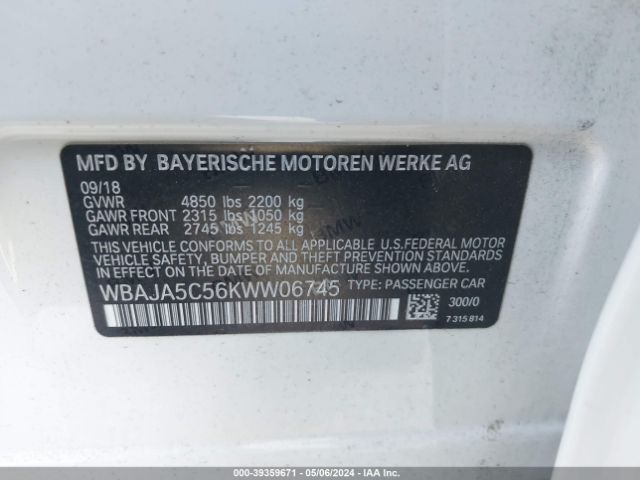 MFD BY BAYERISCHE MOTOREN WERKE AG
09/18
GVWR 4850 lbs 2200 kg
GAWR FRONT 2315 lbs 1050 kg
GAWR REAR 2745 lbs 1245 kg
THIS VEHICLE CONFORMS TO ALL APPLICABLE U.S.FEDERAL MOTOR
VEHICLE SAFETY, BUMPER, AND THEFT PREVENTION STANDARDS
IN EFFECT ON THE DATE OF MANUFACTURE SHOWN ABOVE.
WBAJA5C56KWW06745 TYPE: PASSENGER CAR
300/0
7 315 814
000-39359671 - 05/06/2024 - IAA Inc.